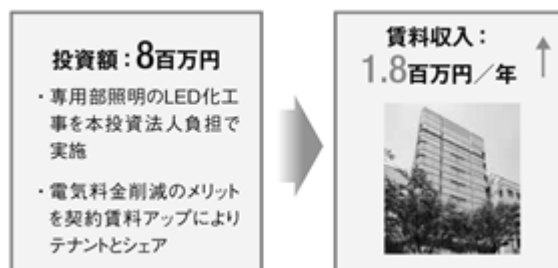 投資額：8百万円
・専用部照明のLED化工
事を本投資法人負担で
実施
・電気料金削減のメリット
を契約賃料アップにより
テナントとシェア
賃料収入：
1.8百万円／年